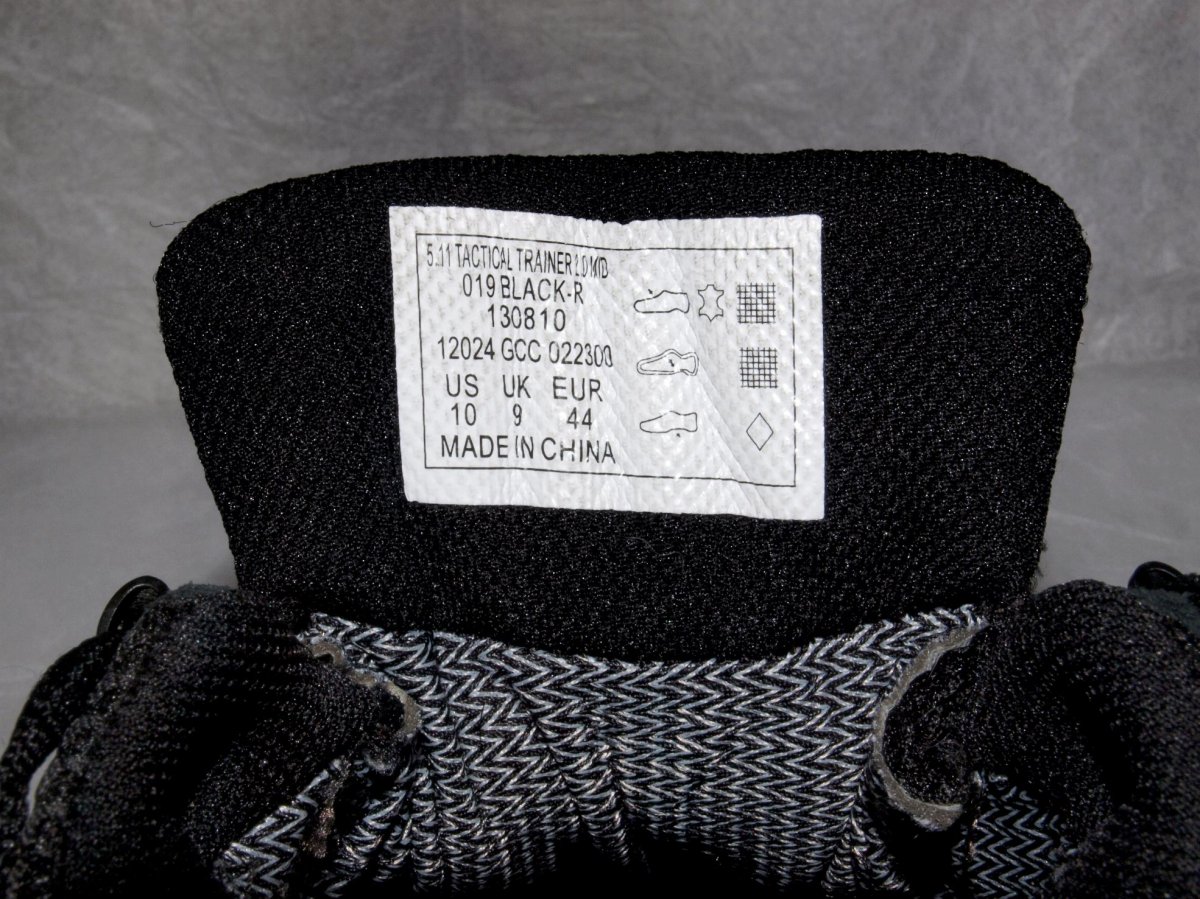 5.11 TACTICAL TRAINER 2.0 MID
019 BLACK-R
130810
12024 GCC 022300
US UK EUR
10 9 44
MADE IN CHINA